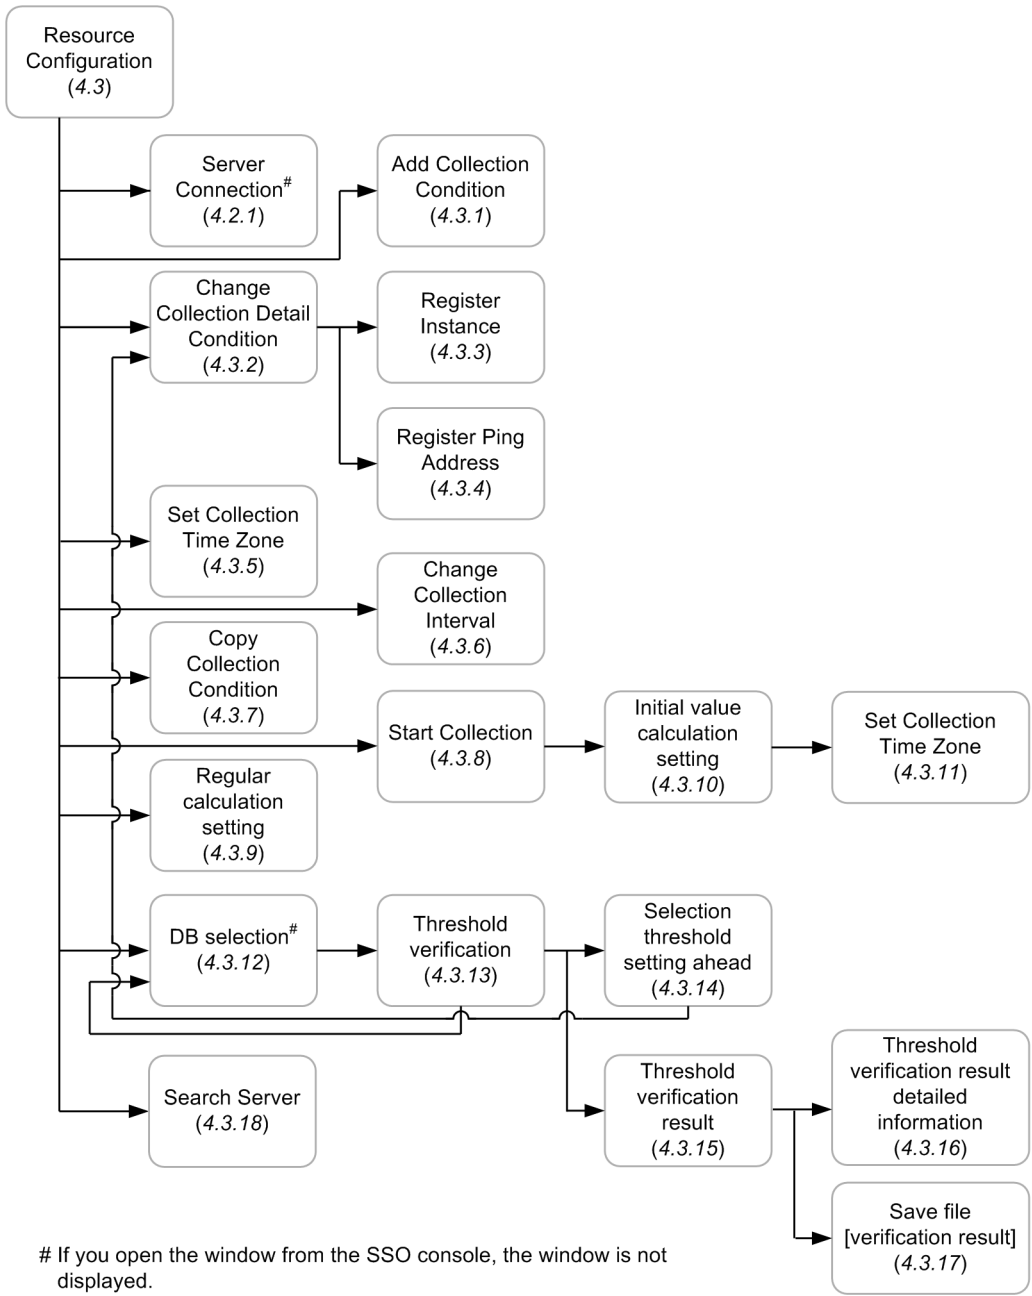 Resource
Configuration
(4.3)
Server
Connection#
(4.2.1)
Add Collection
Condition
(4.3.1)
Change
Collection Detail
Condition
(4.3.2)
Register
Instance
(4.3.3)
Register Ping
Address
(4.3.4)
Set Collection
Time Zone
(4.3.5)
Change
Collection
Interval
(4.3.6)
Copy
Collection
Condition
(4.3.7)
Start Collection
(4.3.8)
Initial value
calculation
setting
(4.3.10)
Set Collection
Time Zone
(4.3.11)
Regular
calculation
setting
(4.3.9)
DB selection#
(4.3.12)
Threshold
verification
(4.3.13)
Selection
threshold
setting ahead
(4.3.14)
Search Server
(4.3.18)
Threshold
verification
result
(4.3.15)
Threshold
verification result
detailed
information
(4.3.16)
Save file
[verification result]
(4.3.17)
# If you open the window from the SSO console, the window is not
displayed.